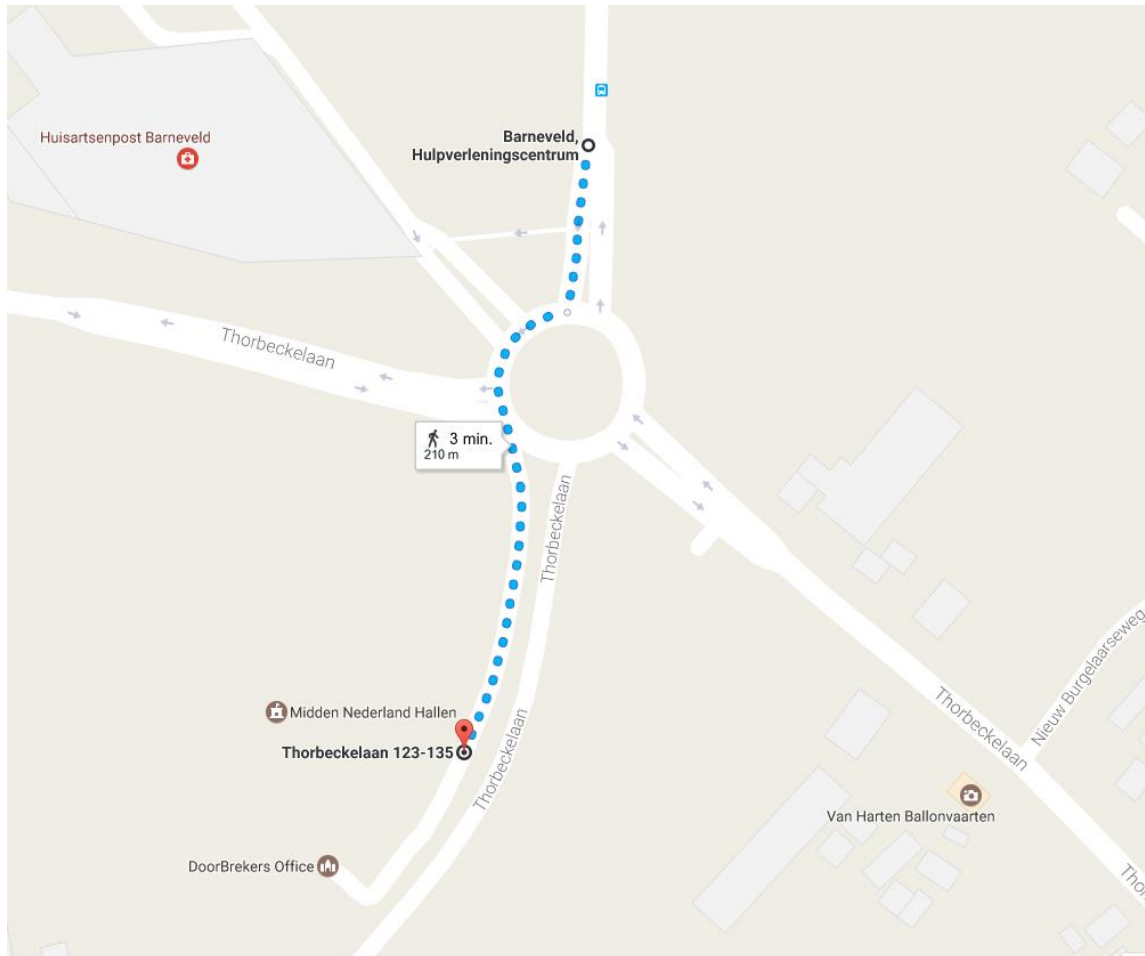 Huisartsenpost Barneveld
Barneveld,
Hulpverleningscentrum
Thorbeckelaan
3 min.
210 m
Thorbeckelaan
Nieuw Burgelaarseweg
Midden Nederland Hallen
Thorbeckelaan 123-135
Thorbeckelaan
Thorbeckelaan
Van Harten Ballonvaarten
DoorBrekers Office
Tho